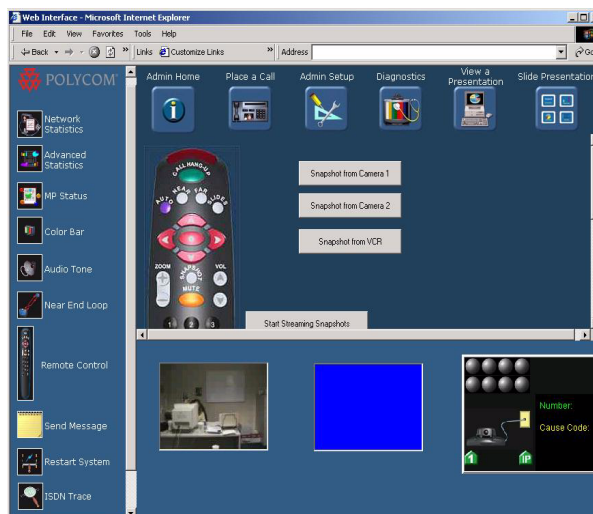 Web Interface - Microsoft Internet Explorer
File Edit View Favorites Tools Help
Back
Links Customize Links
Address
Go
POLYCOM
Admin Home
Place a Call
Admin Setup
Diagnostics
View a
Presentation
Slide Presentation
Network
Statistics
Advanced
Statistics
MP Status
Color Bar
Audio Tone
Near End Loop
Remote Control
Send Message
Restart System
ISDN Trace
CALL HANG-UP
AUTO NEAR FAR SLIDES
ZOOM SNAPSHOT VOL
MUTE
1 2 3
Snapshot from Camera 1
Snapshot from Camera 2
Snapshot from VCR
Start Streaming Snapshots
Number:
Cause Code:
1
IP